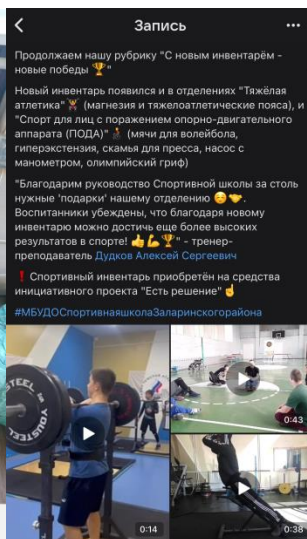 Запись
Продолжаем нашу рубрику "С новым инвентарём -
новые победы 🏆"
Новый инвентарь появился и в отделениях "Тяжёлая
атлетика"🏋 (магнезия и тяжелоатлетические пояса), и
"Спорт для лиц с поражением опорно-двигательного
аппарата (ПОДА)" (мячи для волейбола,
гиперэкстензия, скамья для пресса, насос с
манометром, олимпийский гриф)
"Благодарим руководство Спортивной школы за столь
нужные 'подарки' нашему отделению ☺️🤝.
Воспитанники убеждены, что благодаря новому
инвентарю можно достичь еще более высоких
результатов в спорте! 👍💪🏆" - тренер-
преподаватель Дудков Алексей Сергеевич
❗ Спортивный инвентарь приобретён на средства
инициативного проекта "Есть решение" ☝
#МБУДОСпортивнаяшколаЗаларинскогорайона
YOUSTEEL
0:14
0:43
0:38